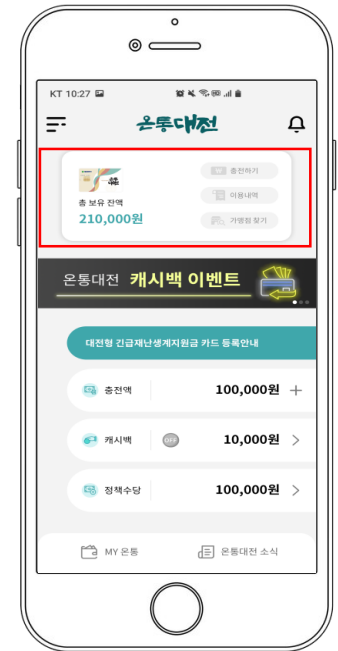 KT 10:27
온통대전
충전하기
총 보유 잔액
이용내역
210,000원
가맹점 찾기
온통대전 캐시백 이벤트
대전형 긴급재난생계지원금 카드 등록안내
충전액 100,000원
캐시백 OFF 10,000원
정책수당 100,000원
MY 온통
온통대전 소식